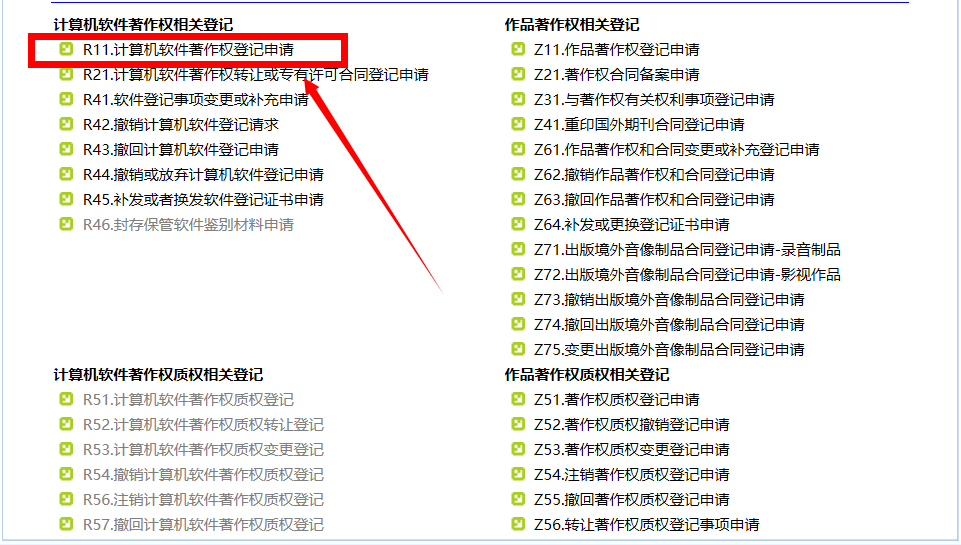 计算机软件著作权相关登记
R11.计算机软件著作权登记申请
R21.计算机软件著作权转让或专有许可合同登记申请
R41.软件登记事项变更或补充申请
R42.撤销计算机软件登记请求
R43.撤回计算机软件登记申请
R44.撤销或放弃计算机软件登记申请
R45.补发或者换发软件登记证书申请
R46.封存保管软件鉴别材料申请
作品著作权相关登记
Z11.作品著作权登记申请
Z21.著作权合同备案申请
Z31.与著作权有关权利事项登记申请
Z41.重印国外期刊合同登记申请
Z61.作品著作权和合同变更或补充登记申请
Z62.撤销作品著作权和合同登记申请
Z63.撤回作品著作权和合同登记申请
Z64.补发或更换登记证书申请
Z71.出版境外音像制品合同登记申请-录音制品
Z72.出版境外音像制品合同登记申请-影视作品
Z73.撤销出版境外音像制品合同登记申请
Z74.撤回出版境外音像制品合同登记申请
Z75.变更出版境外音像制品合同登记申请
计算机软件著作权质权相关登记
R51.计算机软件著作权质权登记
R52.计算机软件著作权质权转让登记
R53.计算机软件著作权质权变更登记
R54.撤销计算机软件著作权质权登记
R56.注销计算机软件著作权质权登记
R57.撤回计算机软件著作权质权登记
作品著作权质权相关登记
Z51.著作权质权登记申请
Z52.著作权质权撤销登记申请
Z53.著作权质权变更登记申请
Z54.注销著作权质权登记申请
Z55.撤回著作权质权登记申请
Z56.转让著作权质权登记事项申请